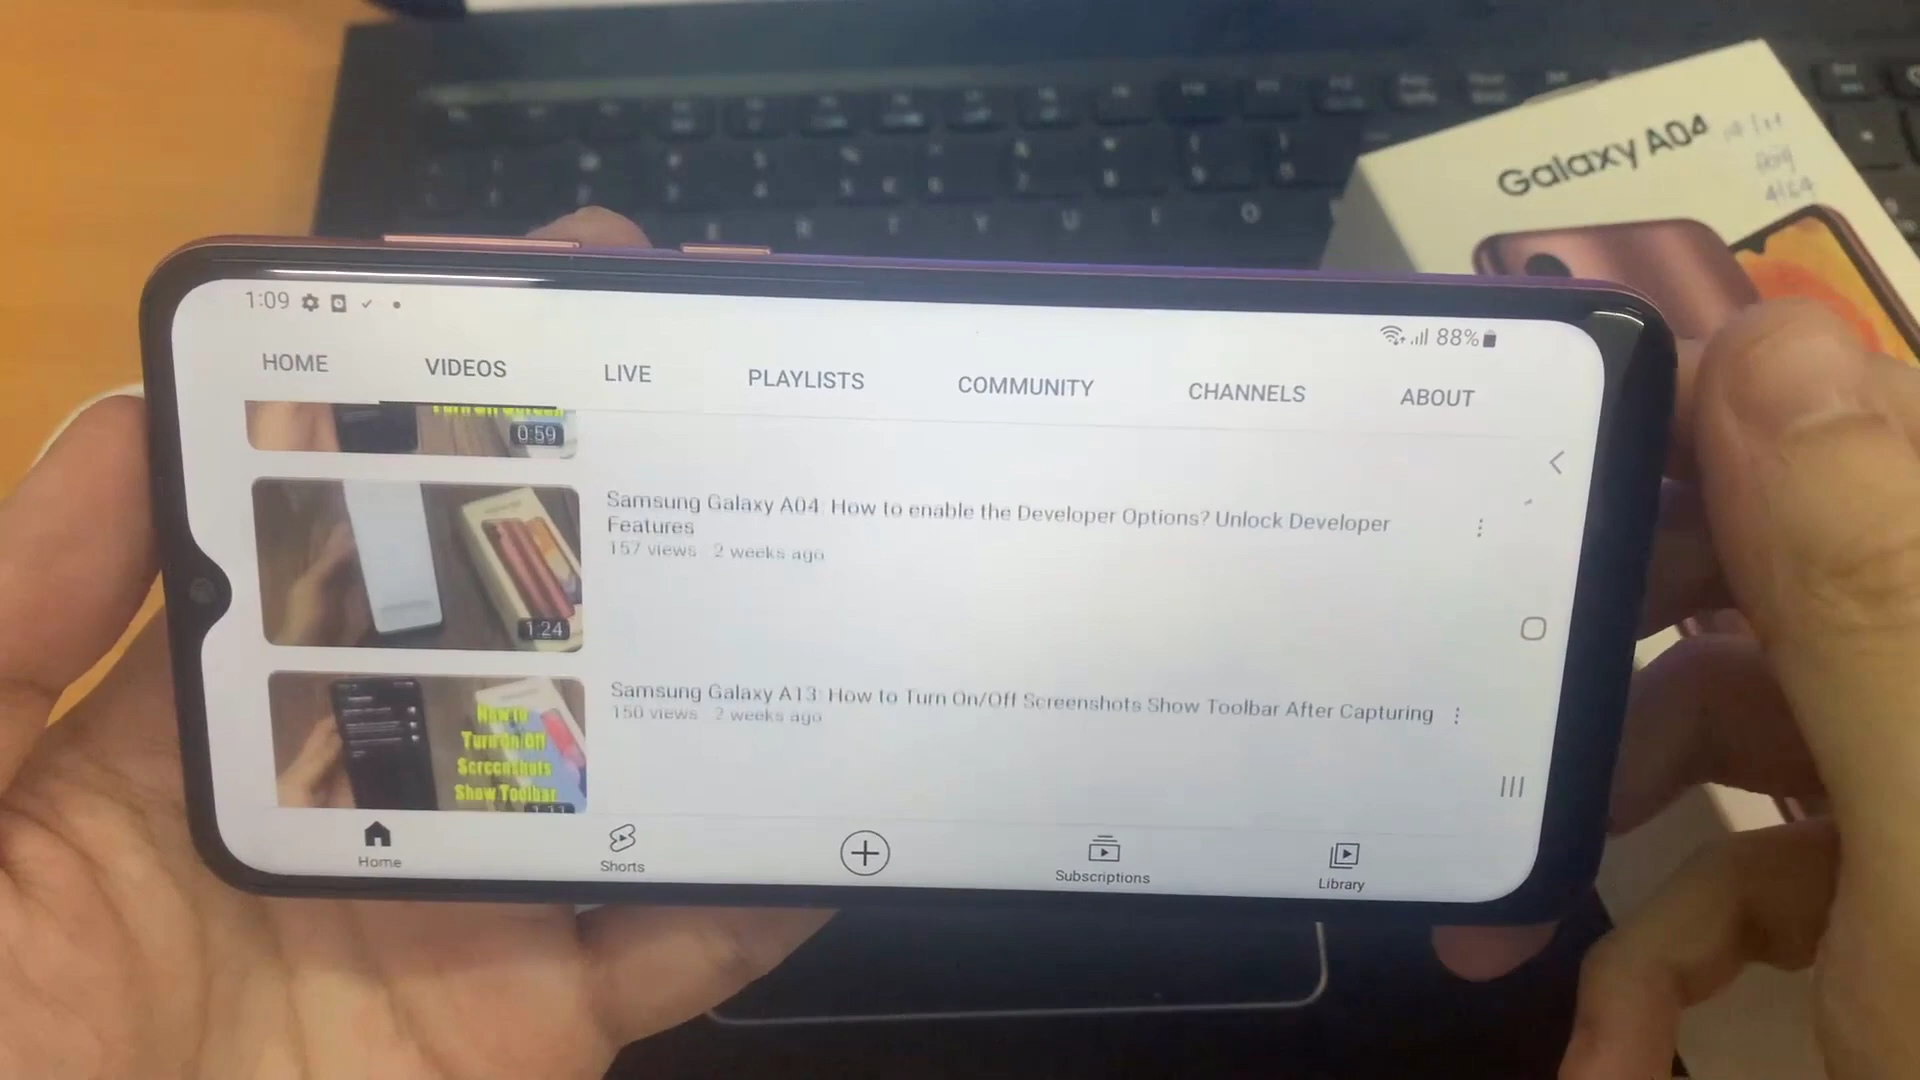 Galaxy A04
1:09
88%
HOME VIDEOS LIVE PLAYLISTS COMMUNITY CHANNELS ABOUT
0:59
Samsung Galaxy A04: How to enable the Developer Options? Unlock Developer
Features
157 views 2 weeks ago
1:24
Samsung Galaxy A13: How to Turn On/Off Screenshots Show Toolbar After Capturing
150 views 2 weeks ago
How to
Turn On/Off
Screenshots
Show Toolbar
Home Shorts Subscriptions Library